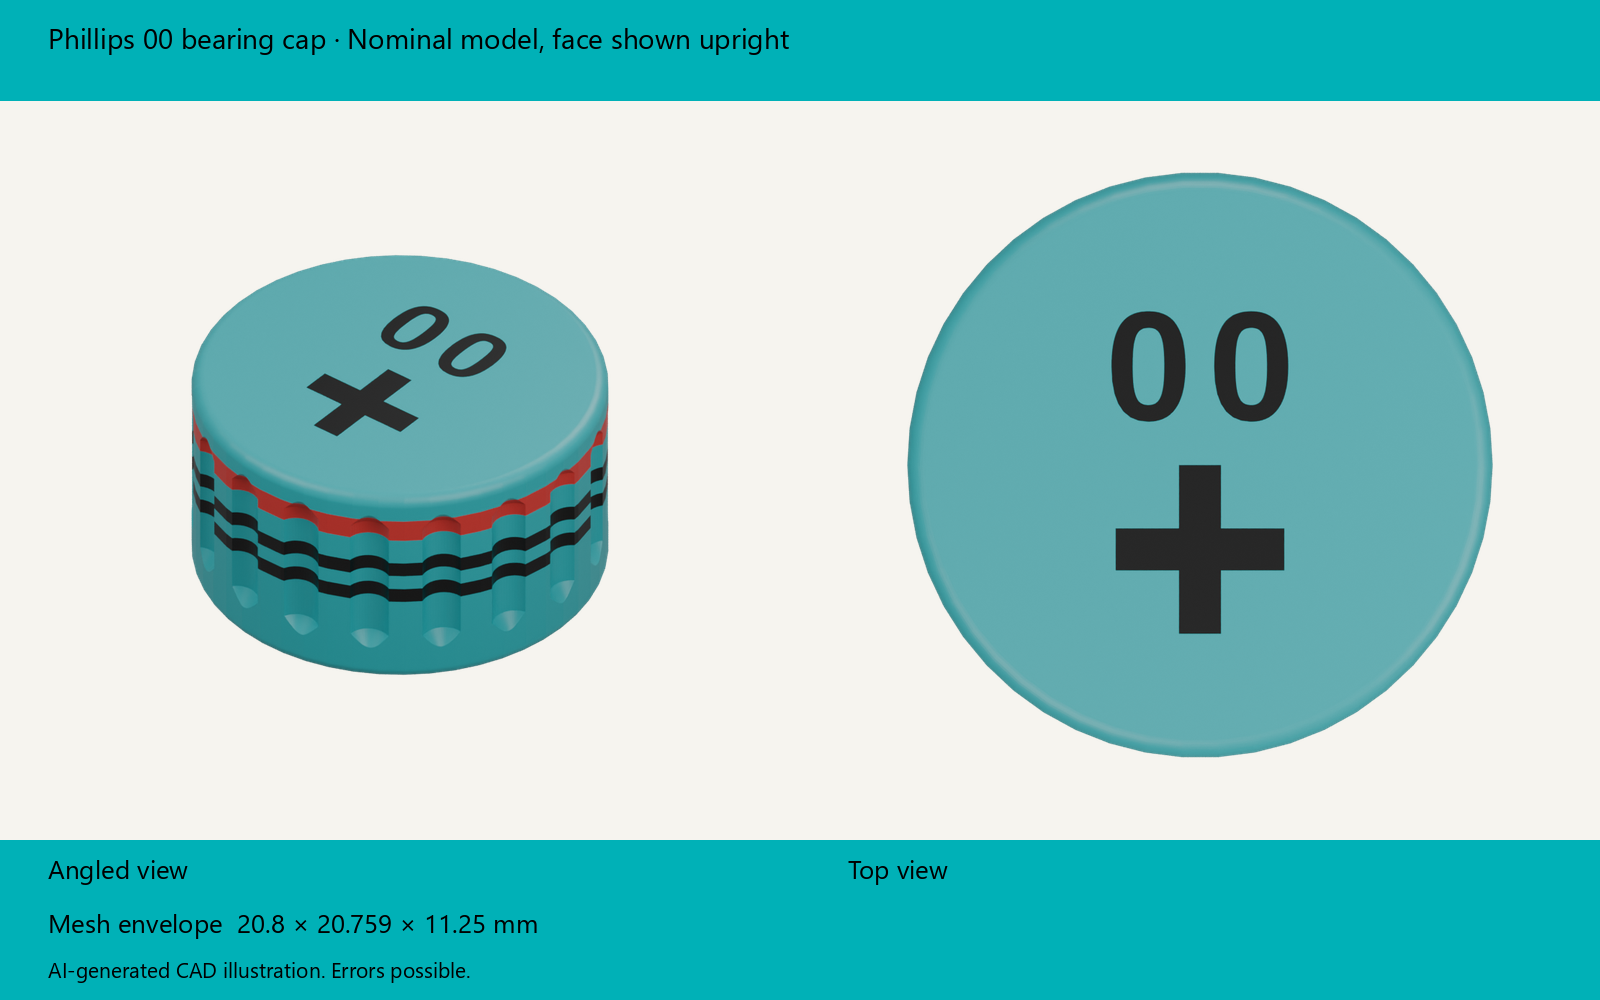 Phillips 00 bearing cap · Nominal model, face shown upright
00
00
Angled view
Top view
Mesh envelope 20.8 × 20.759 × 11.25 mm
AI-generated CAD illustration. Errors possible.